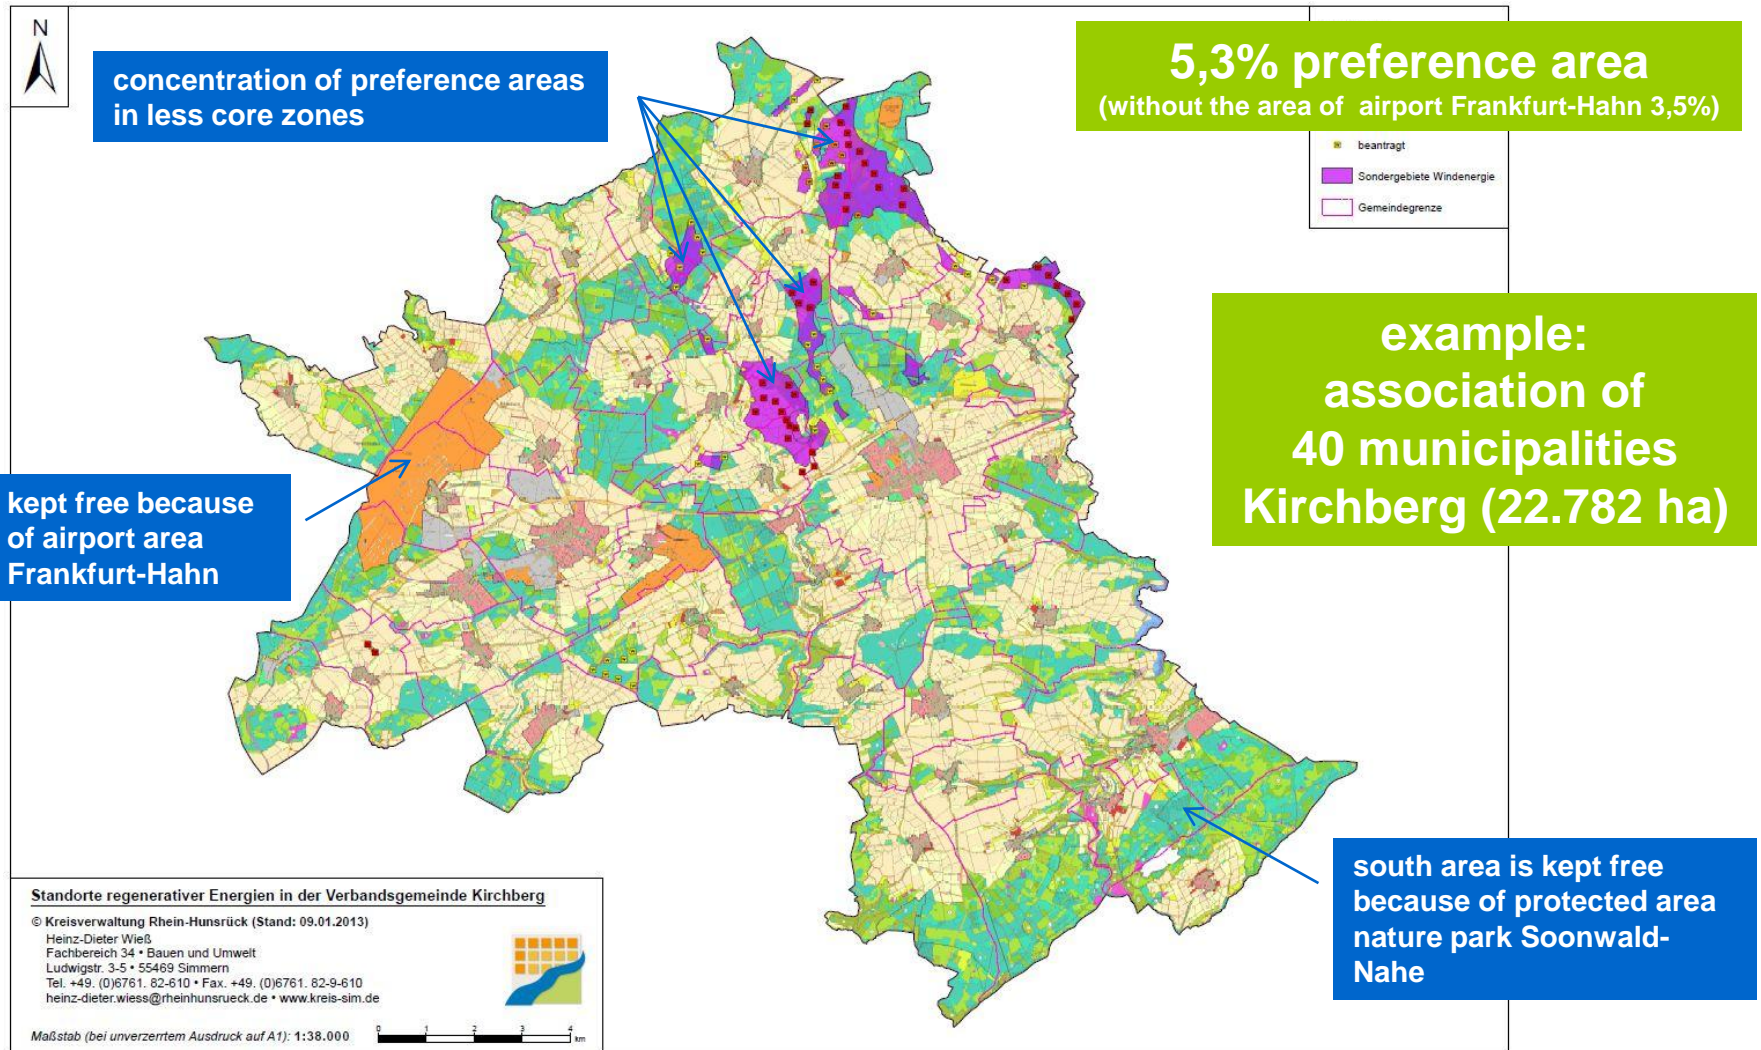 N
concentration of preference areas
in less core zones
5,3% preference area
(without the area of airport Frankfurt-Hahn 3,5%)
beantragt
Sondergebiete Windenergie
Gemeindegrenze
example:
association of
40 municipalities
Kirchberg (22.782 ha)
kept free because
of airport area
Frankfurt-Hahn
south area is kept free
because of protected area
nature park Soonwald-
Nahe
Standorte regenerativer Energien in der Verbandsgemeinde Kirchberg
© Kreisverwaltung Rhein-Hunsrück (Stand: 09.01.2013)
Heinz-Dieter Wieß
Fachbereich 34 • Bauen und Umwelt
Ludwigstr. 3-5 • 55469 Simmern
Tel. +49. (0)6761. 82-610 • Fax. +49. (0)6761. 82-9-610
heinz-dieter.wiess@rheinhunsrueck.de • www.kreis-sim.de
Maßstab (bei unverzerrtem Ausdruck auf A1): 1:38.000
0 1 2 3 4
km